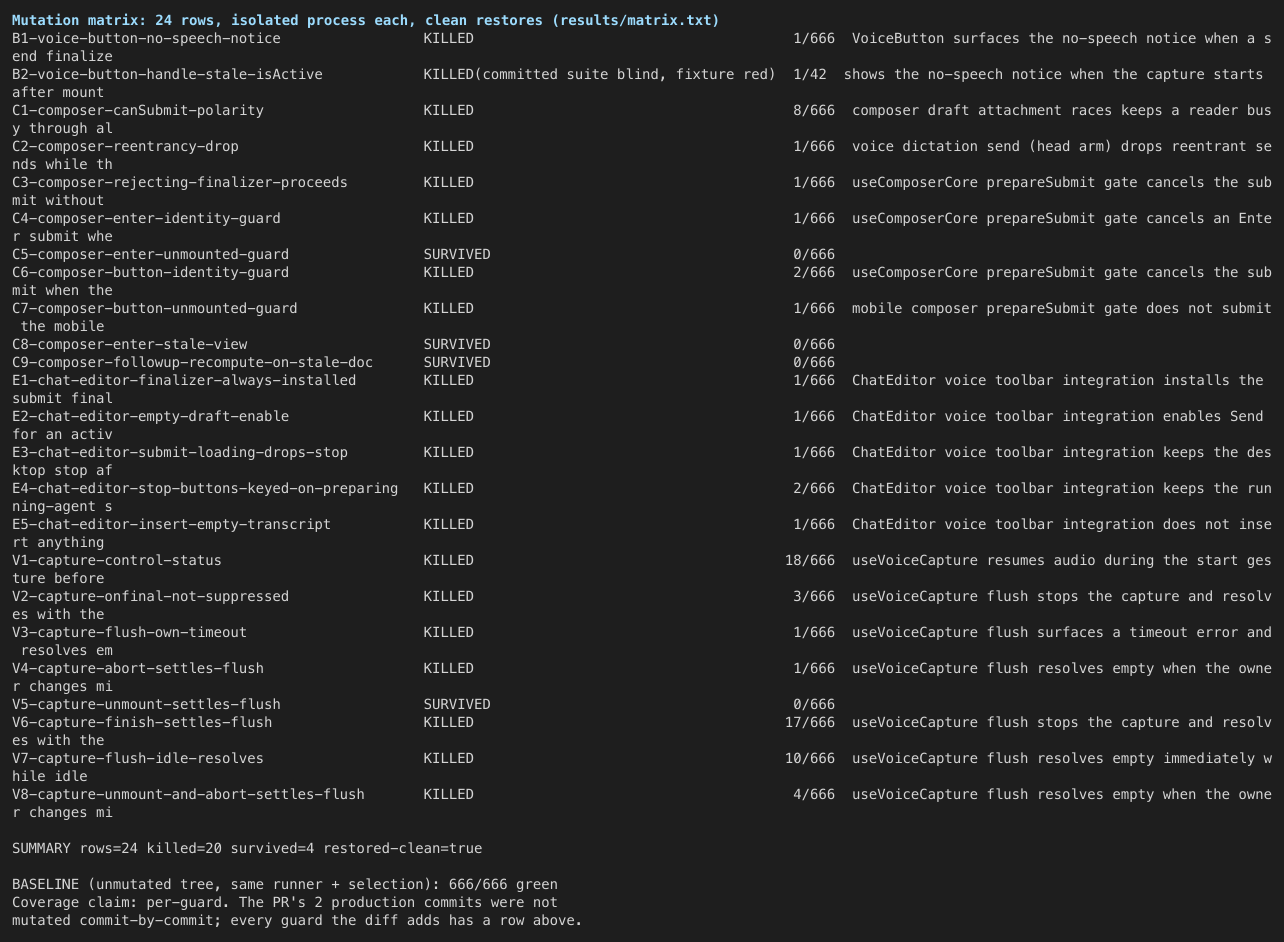 Mutation matrix: 24 rows, isolated process each, clean restores (results/matrix.txt)
B1-voice-button-no-speech-notice KILLED 1/666 VoiceButton surfaces the no-speech notice when a s
end finalize
B2-voice-button-handle-stale-isActive KILLED(committed suite blind, fixture red) 1/42 shows the no-speech notice when the capture starts
after mount
C1-composer-canSubmit-polarity KILLED 8/666 composer draft attachment races keeps a reader bus
y through al
C2-composer-reentrancy-drop KILLED 1/666 voice dictation send (head arm) drops reentrant se
nds while th
C3-composer-rejecting-finalizer-proceeds KILLED 1/666 useComposerCore prepareSubmit gate cancels the sub
mit without
C4-composer-enter-identity-guard KILLED 1/666 useComposerCore prepareSubmit gate cancels an Ente
r submit whe
C5-composer-enter-unmounted-guard SURVIVED 0/666
C6-composer-button-identity-guard KILLED 2/666 useComposerCore prepareSubmit gate cancels the sub
mit when the
C7-composer-button-unmounted-guard KILLED 1/666 mobile composer prepareSubmit gate does not submit
the mobile
C8-composer-enter-stale-view SURVIVED 0/666
C9-composer-followup-recompute-on-stale-doc SURVIVED 0/666
E1-chat-editor-finalizer-always-installed KILLED 1/666 ChatEditor voice toolbar integration installs the
submit final
E2-chat-editor-empty-draft-enable KILLED 1/666 ChatEditor voice toolbar integration enables Send
for an activ
E3-chat-editor-submit-loading-drops-stop KILLED 1/666 ChatEditor voice toolbar integration keeps the des
ktop stop af
E4-chat-editor-stop-buttons-keyed-on-preparing KILLED 2/666 ChatEditor voice toolbar integration keeps the run
ning-agent s
E5-chat-editor-insert-empty-transcript KILLED 1/666 ChatEditor voice toolbar integration does not inse
rt anything
V1-capture-control-status KILLED 18/666 useVoiceCapture resumes audio during the start ges
ture before
V2-capture-onfinal-not-suppressed KILLED 3/666 useVoiceCapture flush stops the capture and resolv
es with the
V3-capture-flush-own-timeout KILLED 1/666 useVoiceCapture flush surfaces a timeout error and
resolves em
V4-capture-abort-settles-flush KILLED 1/666 useVoiceCapture flush resolves empty when the owne
r changes mi
V5-capture-unmount-settles-flush SURVIVED 0/666
V6-capture-finish-settles-flush KILLED 17/666 useVoiceCapture flush stops the capture and resolv
es with the
V7-capture-flush-idle-resolves KILLED 10/666 useVoiceCapture flush resolves empty immediately w
hile idle
V8-capture-unmount-and-abort-settles-flush KILLED 4/666 useVoiceCapture flush resolves empty when the owne
r changes mi
SUMMARY rows=24 killed=20 survived=4 restored-clean=true
BASELINE (unmutated tree, same runner + selection): 666/666 green
Coverage claim: per-guard. The PR's 2 production commits were not
mutated commit-by-commit; every guard the diff adds has a row above.